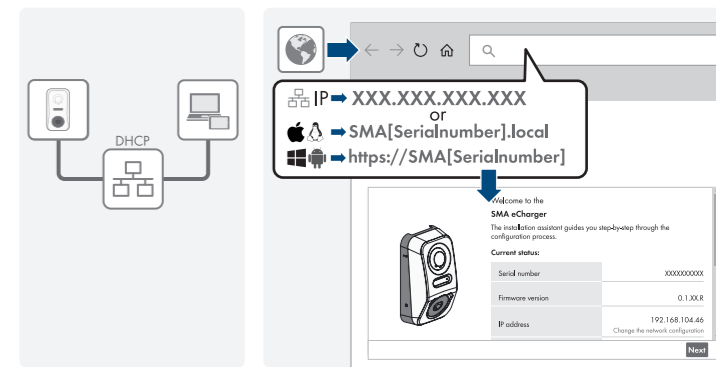 DHCP
IP XXX.XXX.XXX.XXX
or
SMA[Serialnumber].local
https://SMA[Serialnumber]
Welcome to the
SMA eCharger
The installation assistant guides you step-by-step through the
configuration process.
Current status:
Serial number XXXXXXXXXX
Firmware version 0.1.XX.R
IP address 192.168.104.46
Change the network configuration
Next